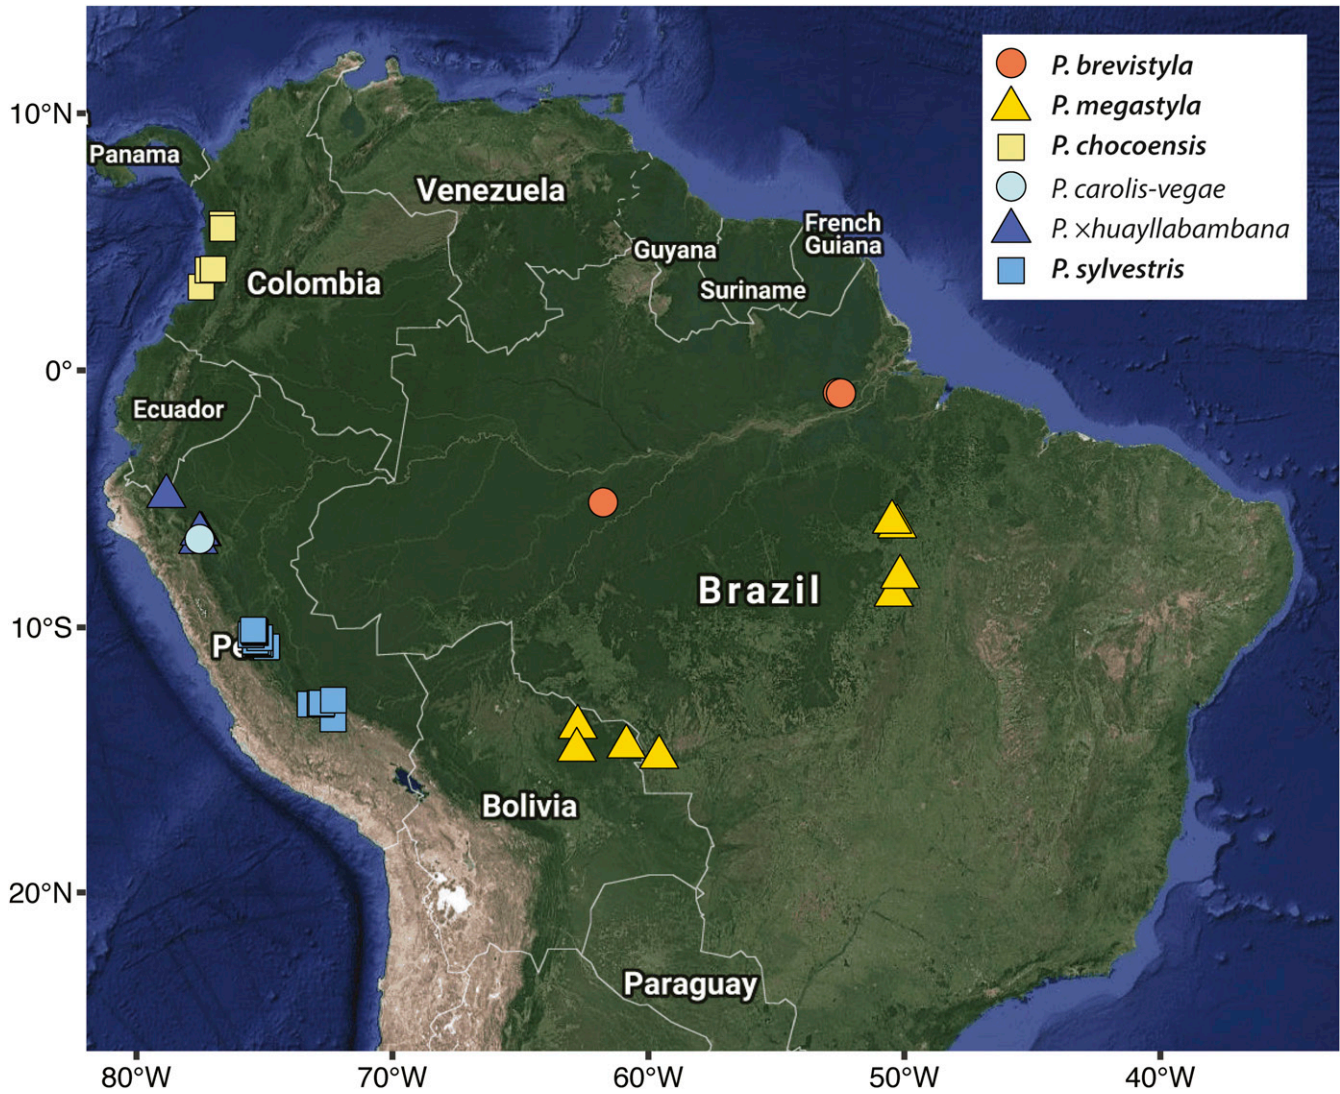 P. brevistyla
P. megastyla
P. chocoensis
P. carolis-vegae
P. ×huayllabambana
P. sylvestris
10°N
Panama
Venezuela
French
Guiana
Guyana
Suriname
Colombia
0°
Ecuador
Brazil
10°S
Pe
Bolivia
20°N
Paraguay
80°W
70°W
60°W
50°W
40°W